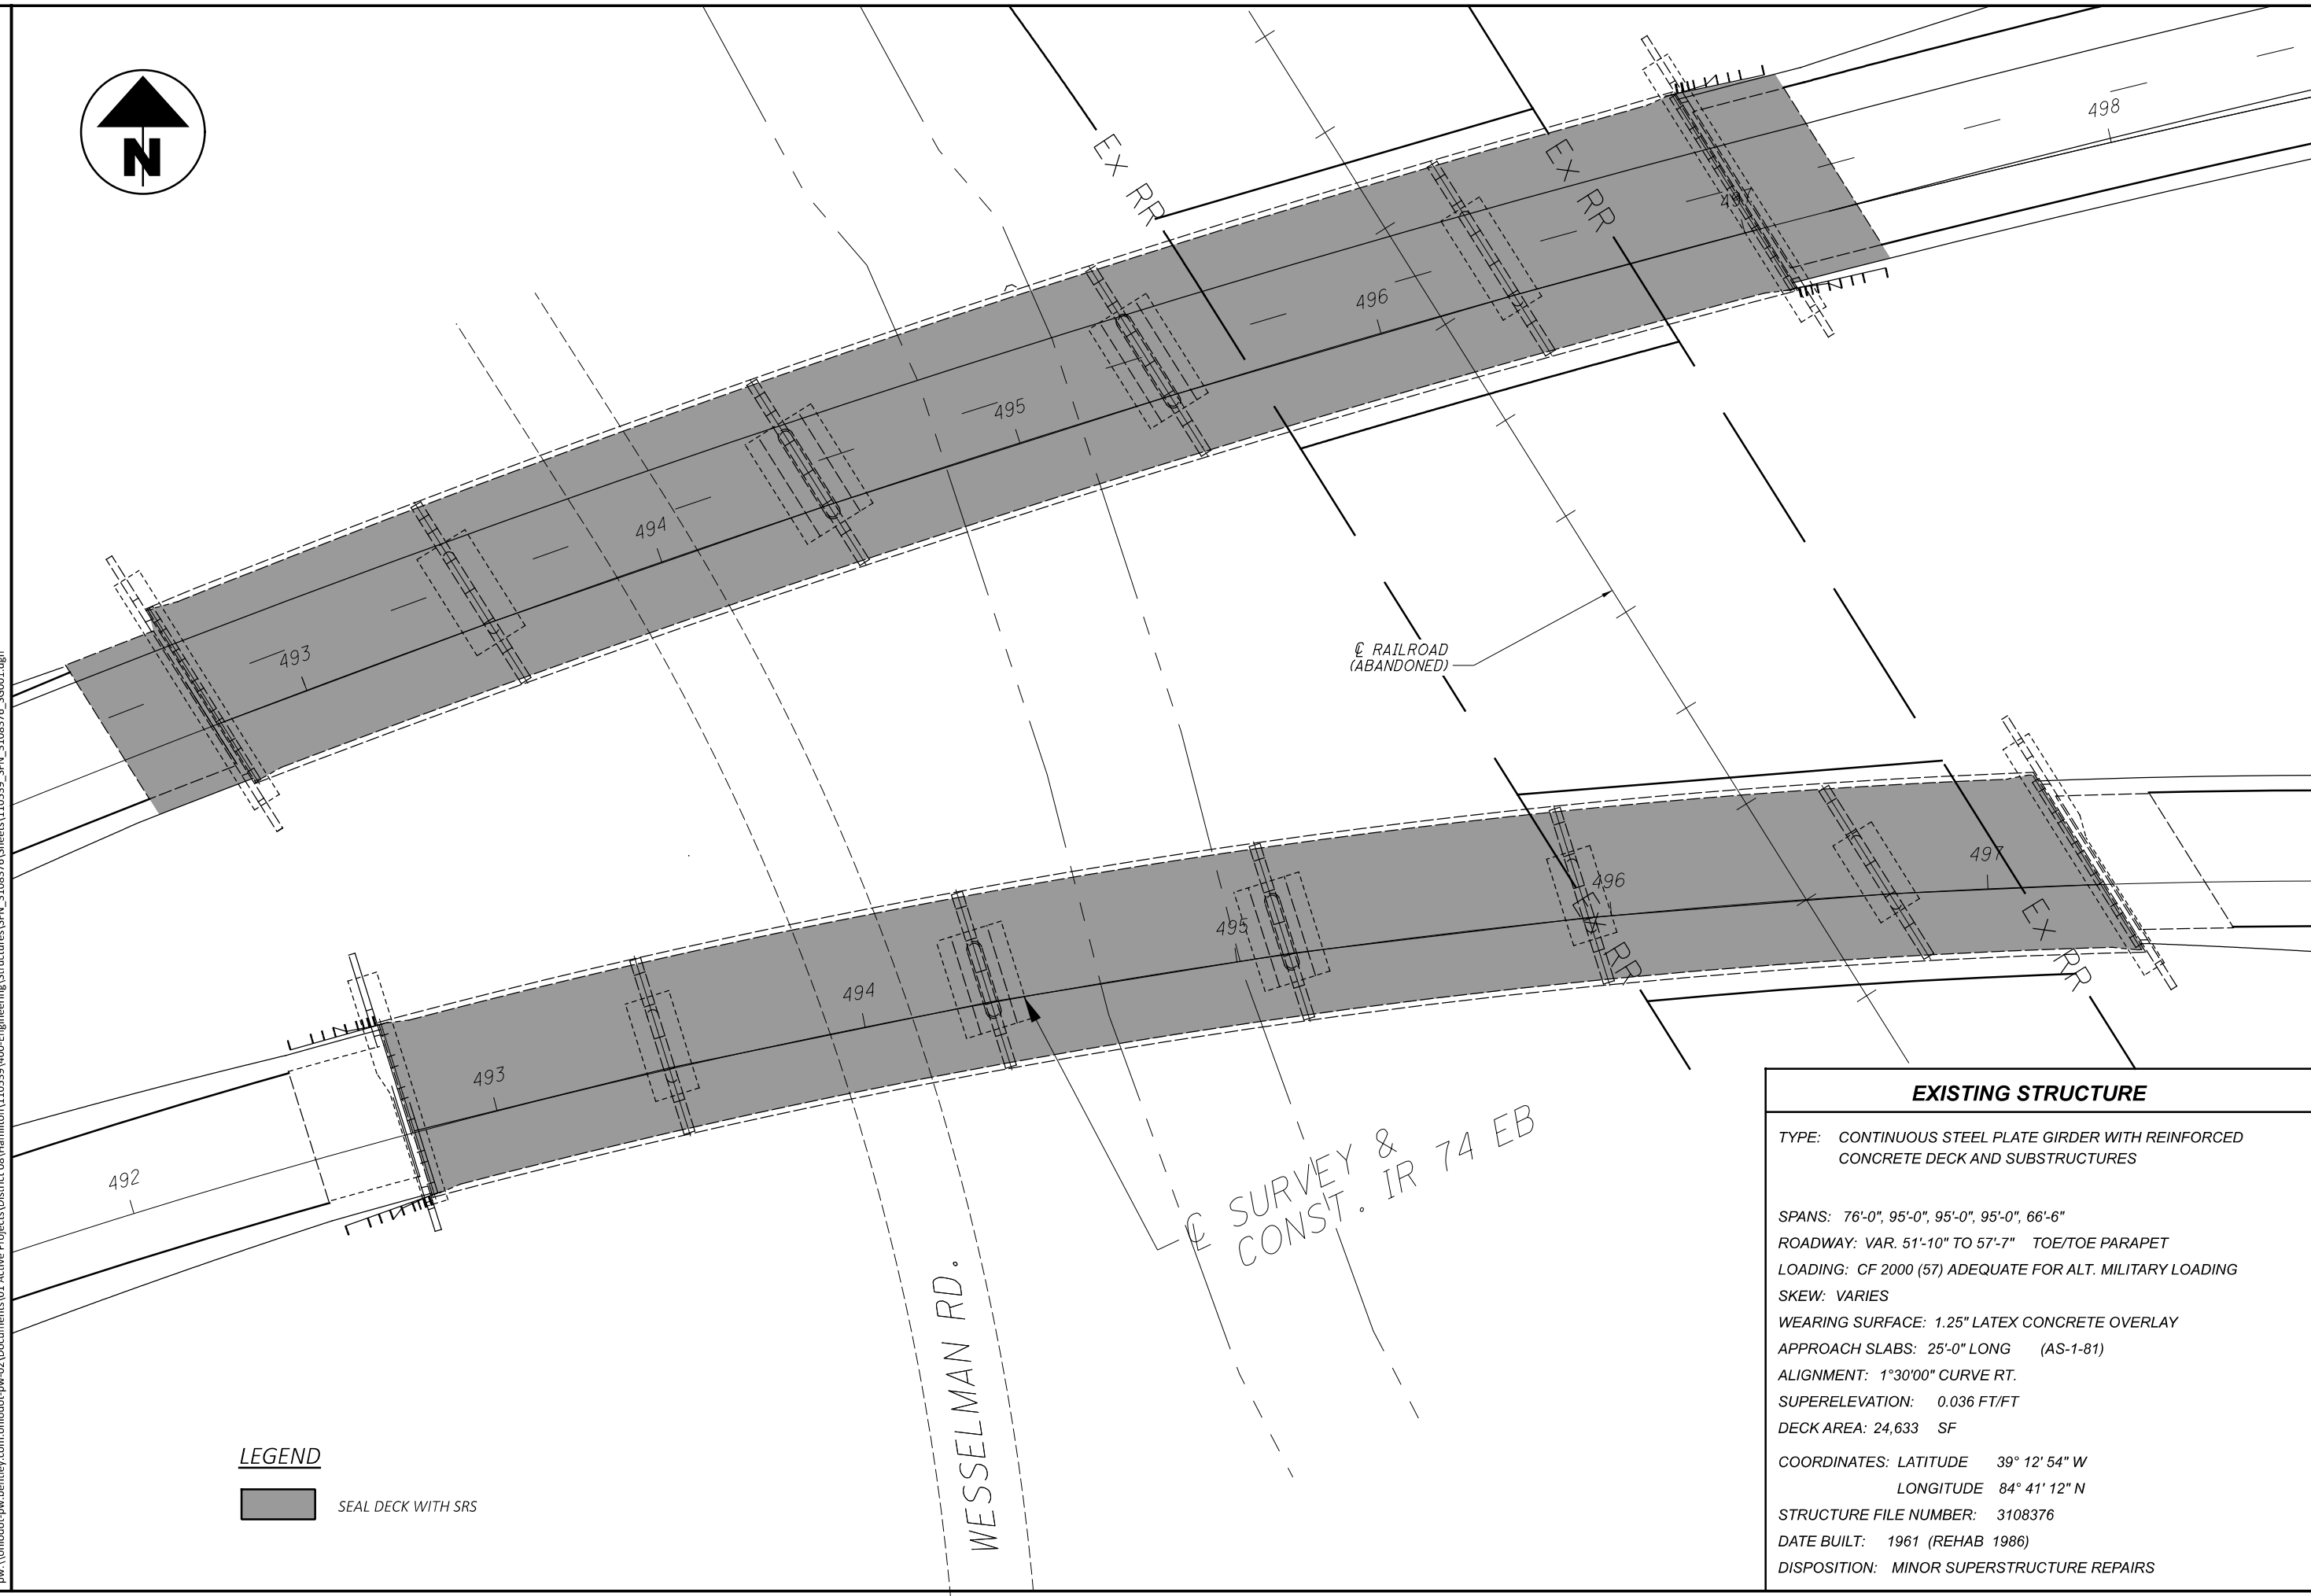 N
EX RR
EX RR
498
497
496
495
494
493
℄ RAILROAD
(ABANDONED)
497
496
EX RR
EX RR
495
494
493
492
℄ SURVEY &
CONST. IR 74 EB
WESSELMAN RD.
LEGEND
SEAL DECK WITH SRS
EXISTING STRUCTURE
TYPE: CONTINUOUS STEEL PLATE GIRDER WITH REINFORCED
CONCRETE DECK AND SUBSTRUCTURES
SPANS: 76'-0", 95'-0", 95'-0", 95'-0", 66'-6"
ROADWAY: VAR. 51'-10" TO 57'-7" TOE/TOE PARAPET
LOADING: CF 2000 (57) ADEQUATE FOR ALT. MILITARY LOADING
SKEW: VARIES
WEARING SURFACE: 1.25" LATEX CONCRETE OVERLAY
APPROACH SLABS: 25'-0" LONG (AS-1-81)
ALIGNMENT: 1°30'00" CURVE RT.
SUPERELEVATION: 0.036 FT/FT
DECK AREA: 24,633 SF
COORDINATES: LATITUDE 39° 12' 54" W
LONGITUDE 84° 41' 12" N
STRUCTURE FILE NUMBER: 3108376
DATE BUILT: 1961 (REHAB 1986)
DISPOSITION: MINOR SUPERSTRUCTURE REPAIRS